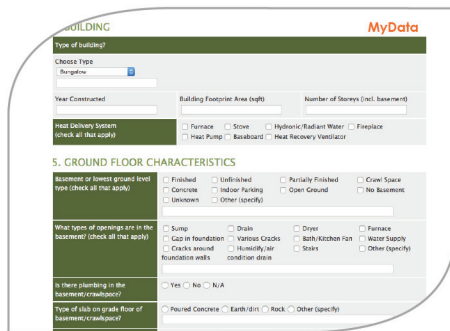 BUILDING
MyData
Type of building?
Choose Type
Bungalow
Year Constructed
Building Footprint Area (sqft)
Number of Storeys (incl. basement)
Heat Delivery System
(check all that apply)
Furnace Stove Hydronic/Radiant Water Fireplace
Heat Pump Baseboard Heat Recovery Ventilator
5. GROUND FLOOR CHARACTERISTICS
Basement or lowest ground level
type (check all that apply)
Finished Unfinished Partially Finished Crawl Space
Concrete Indoor Parking Open Ground No Basement
Unknown Other (specify)
What types of openings are in the
basement? (check all that apply)
Sump Drain Dryer Furnace
Gap in foundation Various Cracks Bath/Kitchen Fan Water Supply
Cracks around Humidify/air Stairs Other (specify)
foundation walls condition drain
Is there plumbing in the
basement/crawlspace?
Yes No N/A
Type of slab on grade floor of
basement/crawlspace?
Poured Concrete Earth/dirt Rock Other (specify)